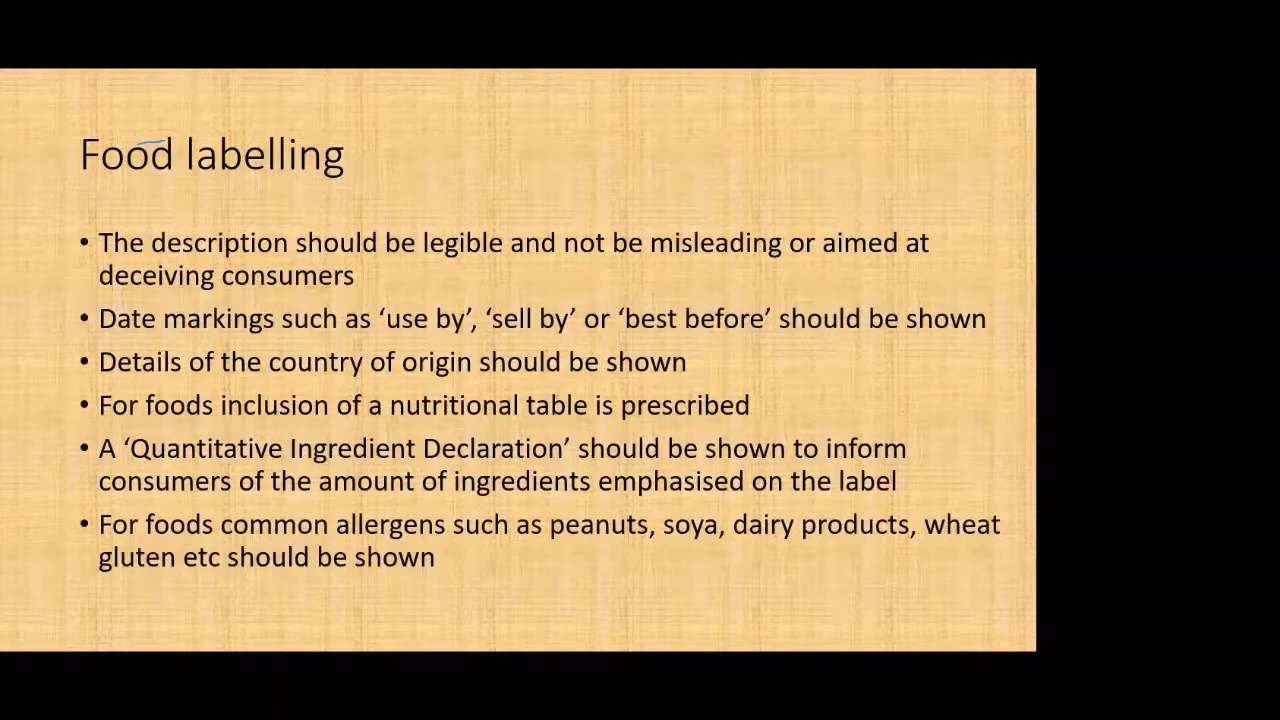 Food labelling
• The description should be legible and not be misleading or aimed at
deceiving consumers
• Date markings such as ‘use by’, ‘sell by’ or ‘best before’ should be shown
• Details of the country of origin should be shown
• For foods inclusion of a nutritional table is prescribed
• A ‘Quantitative Ingredient Declaration’ should be shown to inform
consumers of the amount of ingredients emphasised on the label
• For foods common allergens such as peanuts, soya, dairy products, wheat
gluten etc should be shown